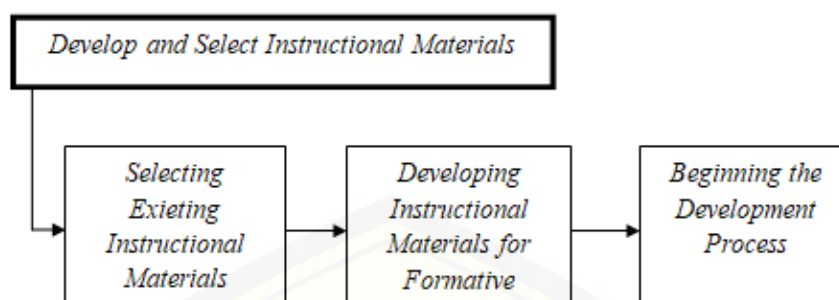 Develop and Select Instructional Materials
Selecting
Exieting
Instructional
Materials
Developing
Instructional
Materials for
Formative
Beginning the
Development
Process